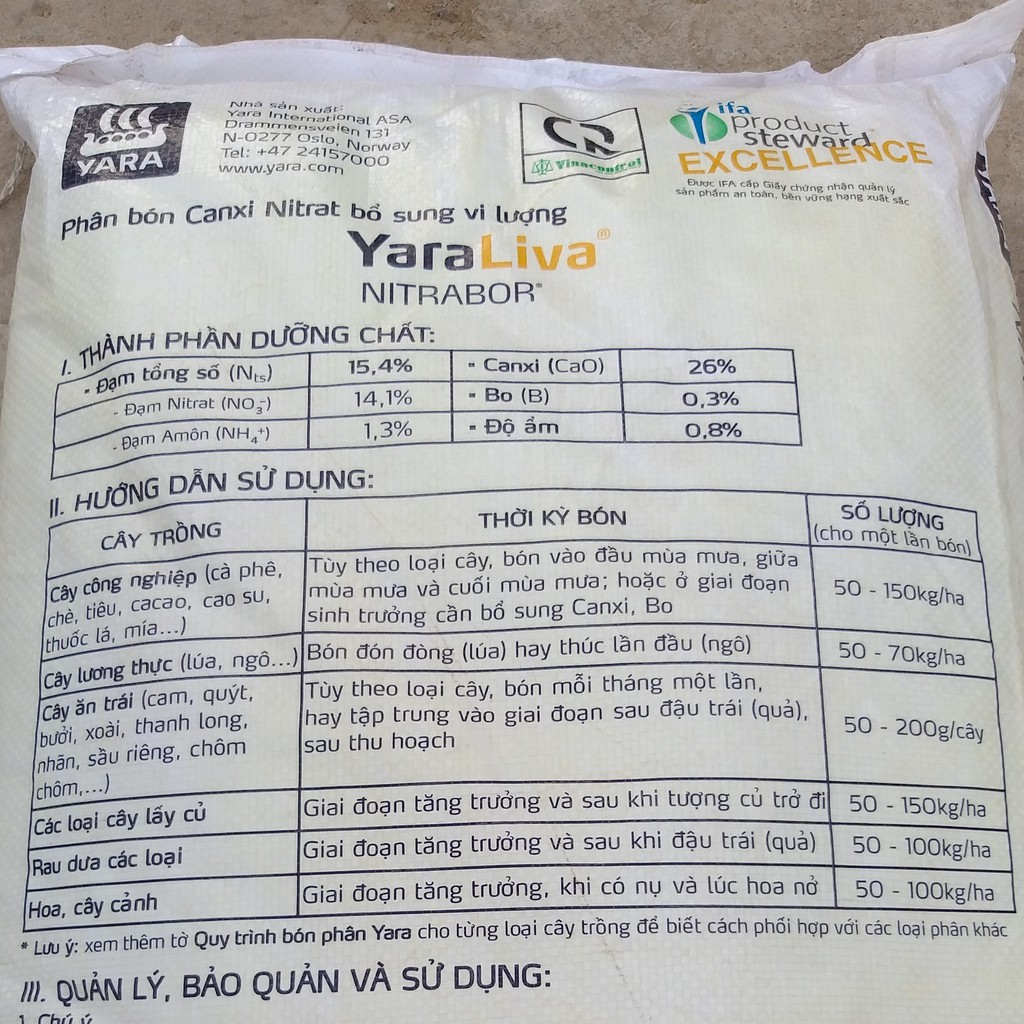 YARA
Nhà sản xuất:
Yara International ASA
Drammensveien 131
N-0277 Oslo, Norway
Tel: +47 24157000
www.yara.com
CR
Vinacontrol
ifa
product
steward
EXCELLENCE
Được IFA cấp Giấy chứng nhận quản lý
sản phẩm an toàn, bền vững hạng xuất sắc
Phân bón Canxi Nitrat bổ sung vi lượng
YaraLiva®
NITRABOR®
I. THÀNH PHẦN DƯỠNG CHẤT:
- Đạm tổng số (Nts) 15,4% - Canxi (CaO) 26%
- Đạm Nitrat (NO3-) 14,1% - Bo (B) 0,3%
- Đạm Amôn (NH4+) 1,3% - Độ ẩm 0,8%
II. HƯỚNG DẪN SỬ DỤNG:
CÂY TRỒNG
THỜI KỲ BÓN
SỐ LƯỢNG
(cho một lần bón)
Cây công nghiệp (cà phê,
chè, tiêu, cacao, cao su,
thuốc lá, mía...)
Tùy theo loại cây, bón vào đầu mùa mưa, giữa
mùa mưa và cuối mùa mưa; hoặc ở giai đoạn
sinh trưởng cần bổ sung Canxi, Bo
50 - 150kg/ha
Cây lương thực (lúa, ngô...)
Bón đón đòng (lúa) hay thúc lần đầu (ngô)
50 - 70kg/ha
Cây ăn trái (cam, quýt,
bưởi, xoài, thanh long,
nhãn, sầu riêng, chôm
chôm,...)
Tùy theo loại cây, bón mỗi tháng một lần,
hay tập trung vào giai đoạn sau đậu trái (quả),
sau thu hoạch
50 - 200g/cây
Các loại cây lấy củ
Giai đoạn tăng trưởng và sau khi tượng củ trở đi
50 - 150kg/ha
Rau dưa các loại
Giai đoạn tăng trưởng và sau khi đậu trái (quả)
50 - 100kg/ha
Hoa, cây cảnh
Giai đoạn tăng trưởng, khi có nụ và lúc hoa nở
50 - 100kg/ha
* Lưu ý: xem thêm tờ Quy trình bón phân Yara cho từng loại cây trồng để biết cách phối hợp với các loại phân khác
III. QUẢN LÝ, BẢO QUẢN VÀ SỬ DỤNG:
1. Chú ý